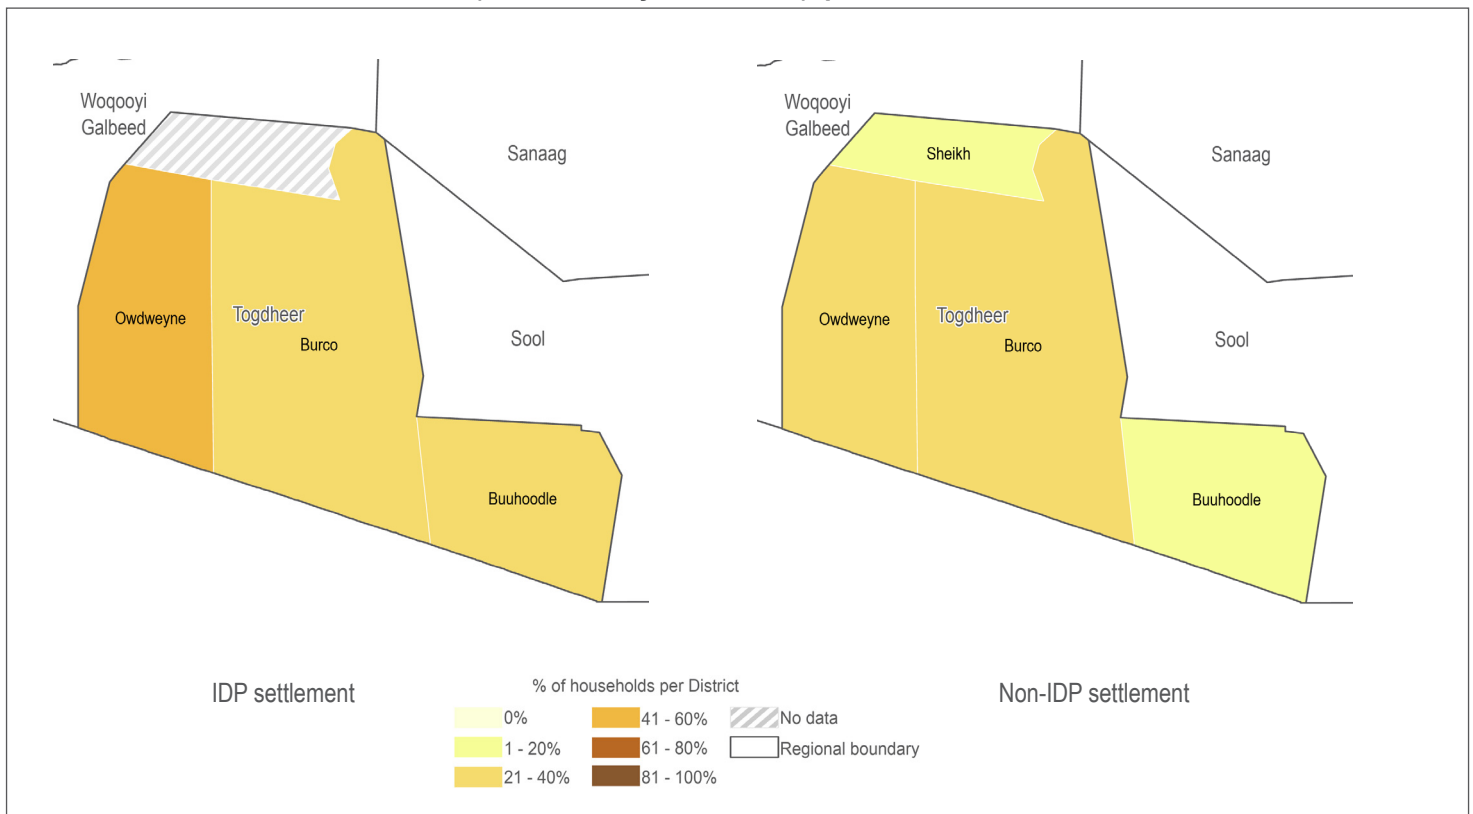 Woqooyi
Galbeed
Sanaag
Owdweyne
Togdheer
Burco
Sool
Buuhoodle
Woqooyi
Galbeed
Sheikh
Sanaag
Owdweyne
Togdheer
Burco
Sool
Buuhoodle
IDP settlement
% of households per District
0%
1 - 20%
21 - 40%
41 - 60%
61 - 80%
81 - 100%
No data
Regional boundary
Non-IDP settlement